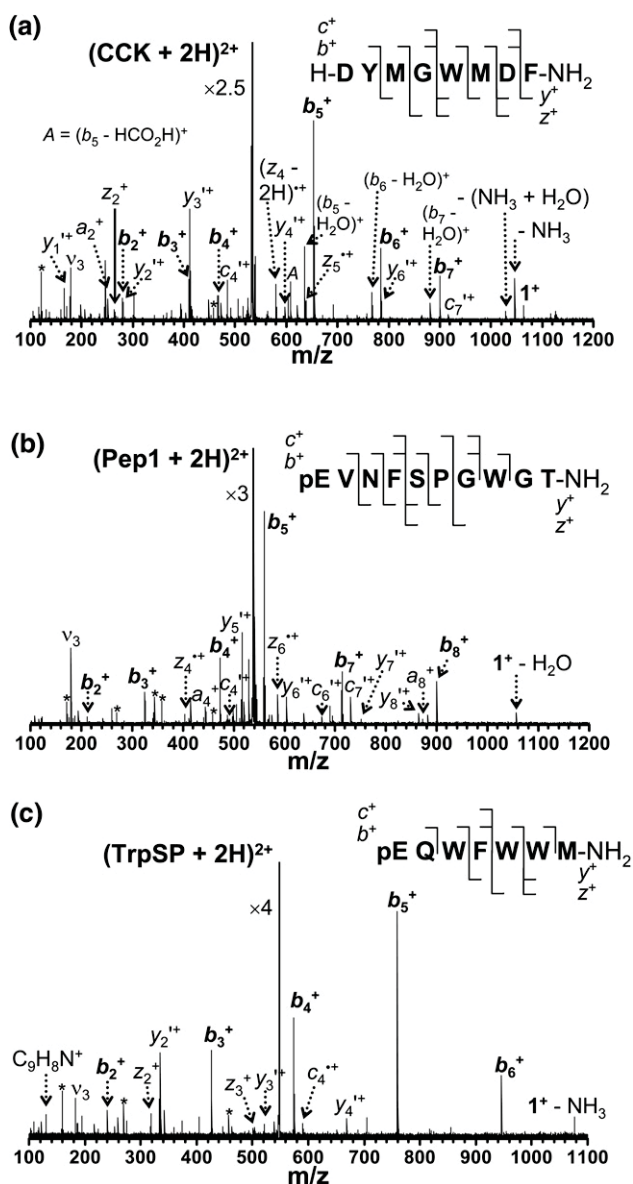 (a)
(CCK + 2H)²⁺
×2.5
c⁺
b⁺
H-DYMGWMDF-NH₂
y⁺
z⁺
b₅⁺
A = (b₅ - HCO₂H)⁺
z₂⁺
y₃'⁺
(z₄ - 2H)•⁺
(b₅ - H₂O)⁺
(b₆ - H₂O)⁺
(b₇ - H₂O)⁺
- (NH₃ + H₂O)
- NH₃
y₁'⁺
ν₃
a₂⁺
b₂⁺
y₂'⁺
b₃⁺
b₄⁺
c₄'⁺
y₄'⁺
A
z₅•⁺
b₆⁺
y₆'⁺
b₇⁺
c₇'⁺
1⁺
* *
100 200 300 400 500 600 700 800 900 1000 1100 1200
m/z
(b)
(Pep1 + 2H)²⁺
×3
c⁺
b⁺
pEVNFSPGWGT-NH₂
y⁺
z⁺
b₅⁺
ν₃
b₂⁺
b₃⁺
z₄•⁺
a₄⁺
b₄⁺
c₄'⁺
y₅'⁺
z₆•⁺
y₆'⁺
c₆'⁺
b₇⁺
c₇'⁺
y₇'⁺
y₈'⁺
a₈⁺
b₈⁺
1⁺ - H₂O
* * * * *
100 200 300 400 500 600 700 800 900 1000 1100 1200
m/z
(c)
(TrpSP + 2H)²⁺
×4
c⁺
b⁺
pEQWFWWM-NH₂
y⁺
z⁺
C₉H₈N⁺
ν₃
b₂⁺
z₂⁺
y₂'⁺
b₃⁺
z₃⁺
y₃'⁺
b₄⁺
c₄•⁺
y₄'⁺
b₅⁺
b₆⁺
1⁺ - NH₃
* * *
100 200 300 400 500 600 700 800 900 1000 1100
m/z